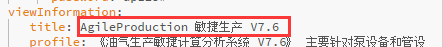 viewInformation:
title: AgileProduction 敏捷生产 V7.6
profile: 《油气生产敏捷计算分析系统 V7.6》 主要针对泵设备和管设